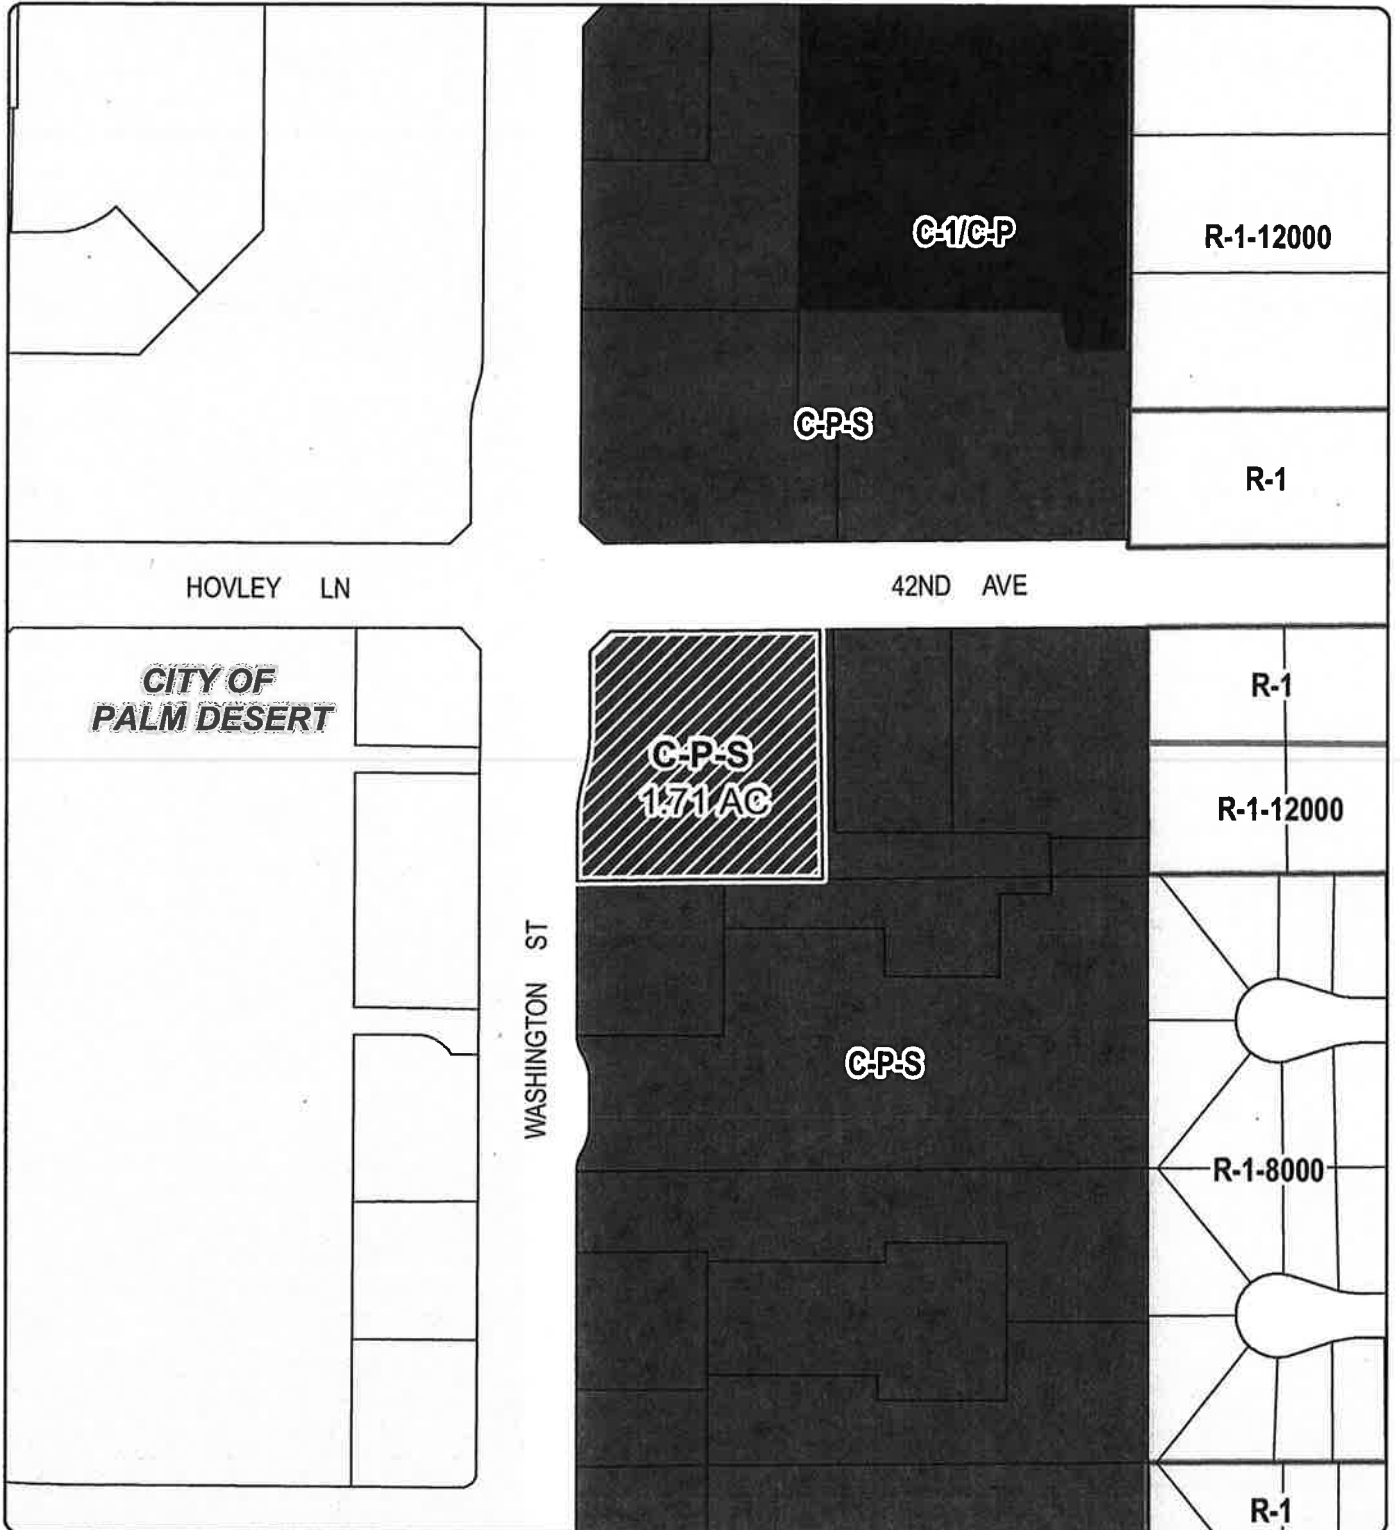 C-1/C-P
R-1-12000
C-P-S
R-1
HOVLEY LN
42ND AVE
CITY OF
PALM DESERT
R-1
C-P-S
1.71 AC
R-1-12000
WASHINGTON ST
C-P-S
R-1-8000
R-1